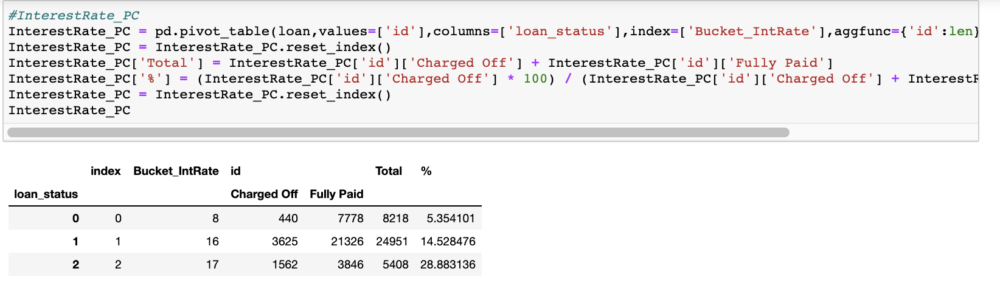 #InterestRate_PC
InterestRate_PC = pd.pivot_table(loan,values=['id'],columns=['loan_status'],index=['Bucket_IntRate'],aggfunc={'id':len}
InterestRate_PC = InterestRate_PC.reset_index()
InterestRate_PC['Total'] = InterestRate_PC['id']['Charged Off'] + InterestRate_PC['id']['Fully Paid']
InterestRate_PC['%'] = (InterestRate_PC['id']['Charged Off'] * 100) / (InterestRate_PC['id']['Charged Off'] + InterestR
InterestRate_PC = InterestRate_PC.reset_index()
InterestRate_PC
index Bucket_IntRate id Total %
loan_status Charged Off Fully Paid
0 0 8 440 7778 8218 5.354101
1 1 16 3625 21326 24951 14.528476
2 2 17 1562 3846 5408 28.883136